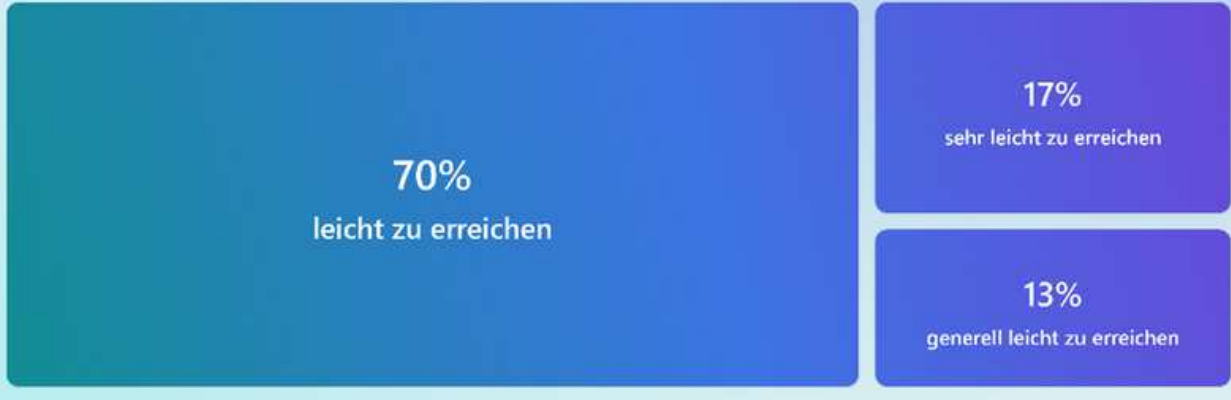 70%
leicht zu erreichen
17%
sehr leicht zu erreichen
13%
generell leicht zu erreichen